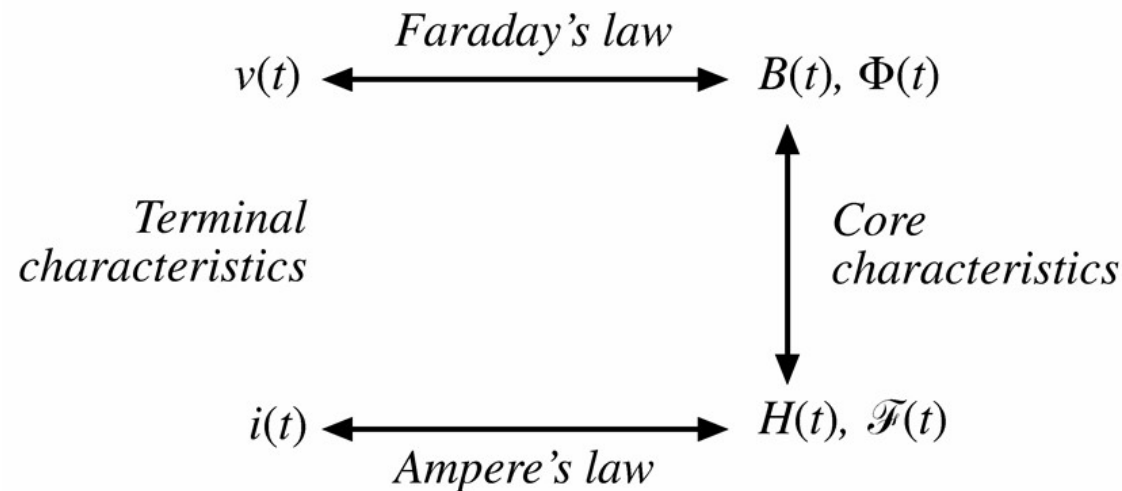 Faraday's law
v(t)
B(t), Φ(t)
Terminal
characteristics
Core
characteristics
i(t)
H(t), ℱ(t)
Ampere's law